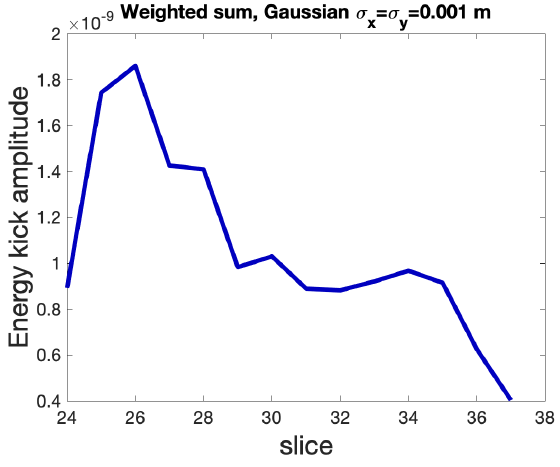 ×10⁻⁹ Weighted sum, Gaussian σx=σy=0.001 m
2
1.8
1.6
1.4
1.2
1
0.8
0.6
0.4
Energy kick amplitude
24 26 28 30 32 34 36 38
slice